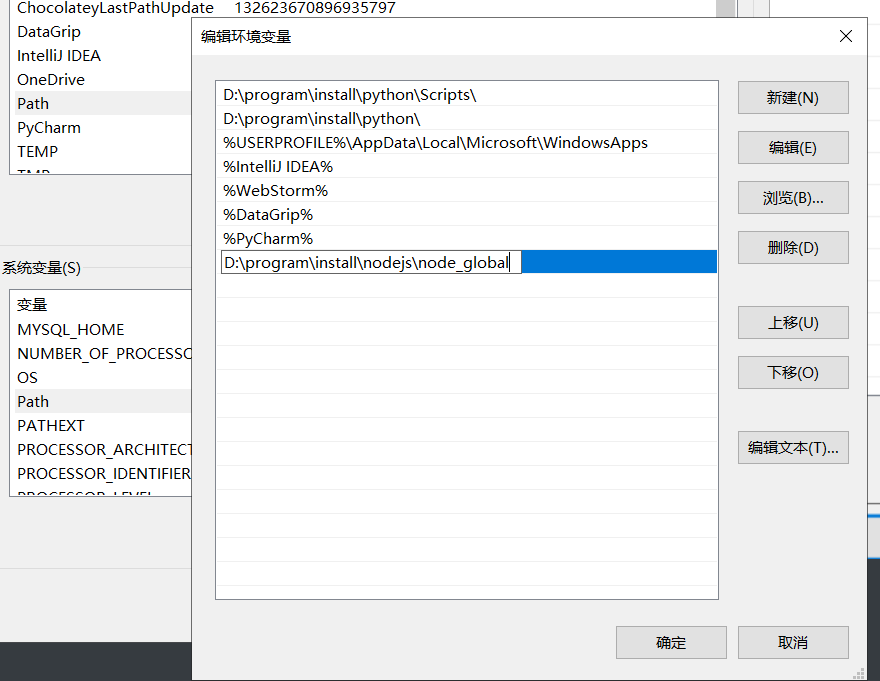 ChocolateyLastPathUpdate 132623670896935797
DataGrip
IntelliJ IDEA
OneDrive
Path
PyCharm
TEMP
TMP
系统变量(S)
变量
MYSQL_HOME
NUMBER_OF_PROCESSO
OS
Path
PATHEXT
PROCESSOR_ARCHITECT
PROCESSOR_IDENTIFIER
PROCESSOR_LEVEL
编辑环境变量
D:\program\install\python\Scripts\
D:\program\install\python\
%USERPROFILE%\AppData\Local\Microsoft\WindowsApps
%IntelliJ IDEA%
%WebStorm%
%DataGrip%
%PyCharm%
D:\program\install\nodejs\node_global
新建(N)
编辑(E)
浏览(B)...
删除(D)
上移(U)
下移(O)
编辑文本(T)...
确定
取消